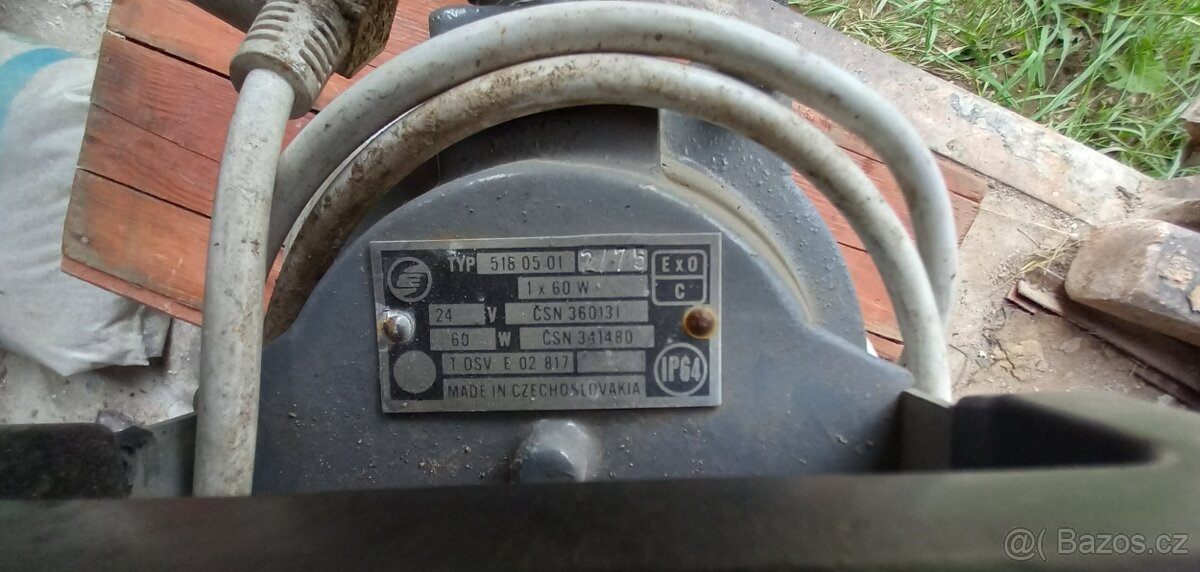 TYP 518 05 01 2/75
1 x 60 W
ExO
C
24 V ČSN 360131
60 W ČSN 341480
T OSV E 02 817
IP64
MADE IN CZECHOSLOVAKIA
@( Bazos.cz